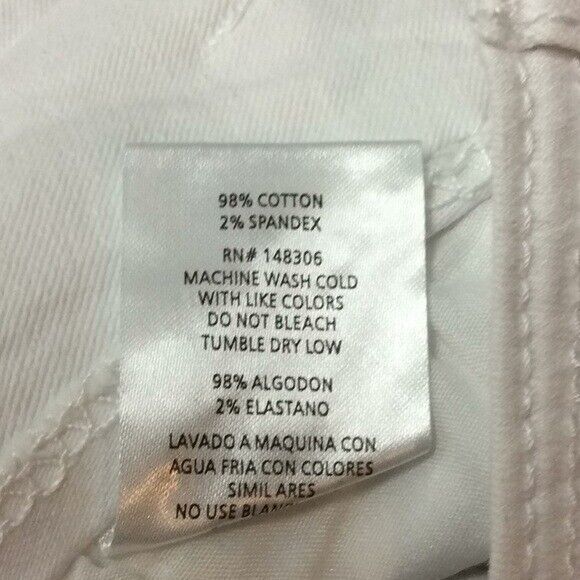 98% COTTON
2% SPANDEX
RN# 148306
MACHINE WASH COLD
WITH LIKE COLORS
DO NOT BLEACH
TUMBLE DRY LOW
98% ALGODON
2% ELASTANO
LAVADO A MAQUINA CON
AGUA FRIA CON COLORES
SIMIL ARES
NO USE